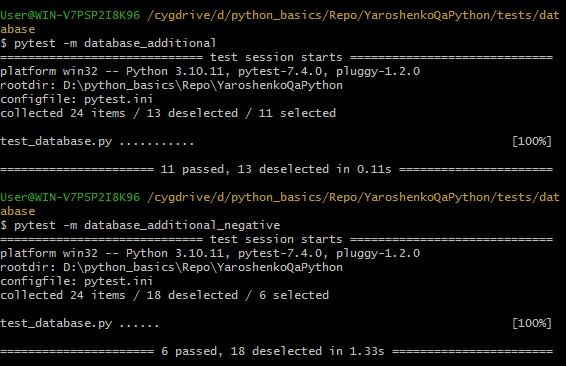 User@WIN-V7PSP2I8K96 /cygdrive/d/python_basics/Repo/YaroshenkoQaPython/tests/dat
abase
$ pytest -m database_additional
============================= test session starts =============================
platform win32 -- Python 3.10.11, pytest-7.4.0, pluggy-1.2.0
rootdir: D:\python_basics\Repo\YaroshenkoQaPython
configfile: pytest.ini
collected 24 items / 13 deselected / 11 selected
test_database.py ........... [100%]
====================== 11 passed, 13 deselected in 0.11s ======================
User@WIN-V7PSP2I8K96 /cygdrive/d/python_basics/Repo/YaroshenkoQaPython/tests/dat
abase
$ pytest -m database_additional_negative
============================= test session starts =============================
platform win32 -- Python 3.10.11, pytest-7.4.0, pluggy-1.2.0
rootdir: D:\python_basics\Repo\YaroshenkoQaPython
configfile: pytest.ini
collected 24 items / 18 deselected / 6 selected
test_database.py ...... [100%]
====================== 6 passed, 18 deselected in 1.33s =======================